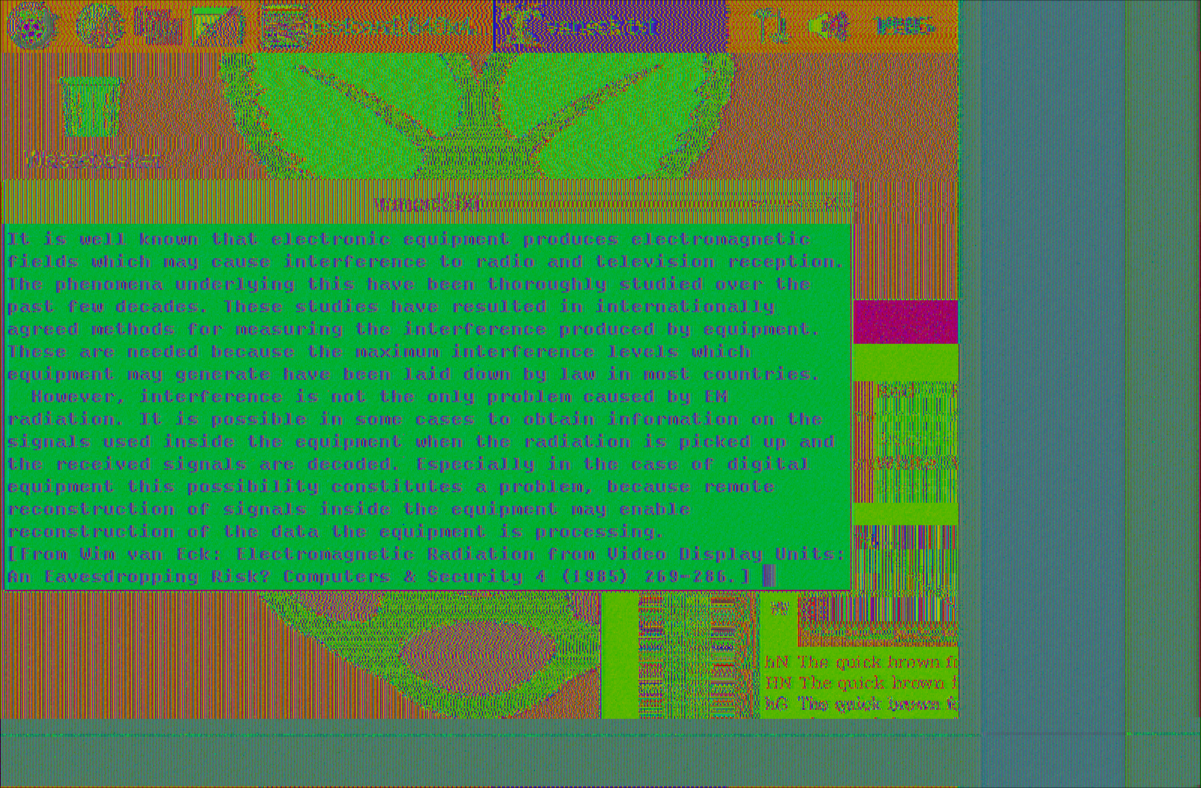 It is well known that electronic equipment produces electromagnetic
fields which may cause interference to radio and television reception.
The phenomena underlying this have been thoroughly studied over the
past few decades. These studies have resulted in internationally
agreed methods for measuring the interference produced by equipment.
These are needed because the maximum interference levels which
equipment may generate have been laid down by law in most countries.
However, interference is not the only problem caused by EM
radiation. It is possible in some cases to obtain information on the
signals used inside the equipment when the radiation is picked up and
the received signals are decoded. Especially in the case of digital
equipment this possibility constitutes a problem, because remote
reconstruction of signals inside the equipment may enable
reconstruction of the data the equipment is processing.
[from Wim van Eck: Electromagnetic Radiation from Video Display Units:
An Eavesdropping Risk? Computers & Security 4 (1985) 269-286.]
hN The quick brown
HN The quick brown
hG The quick brown